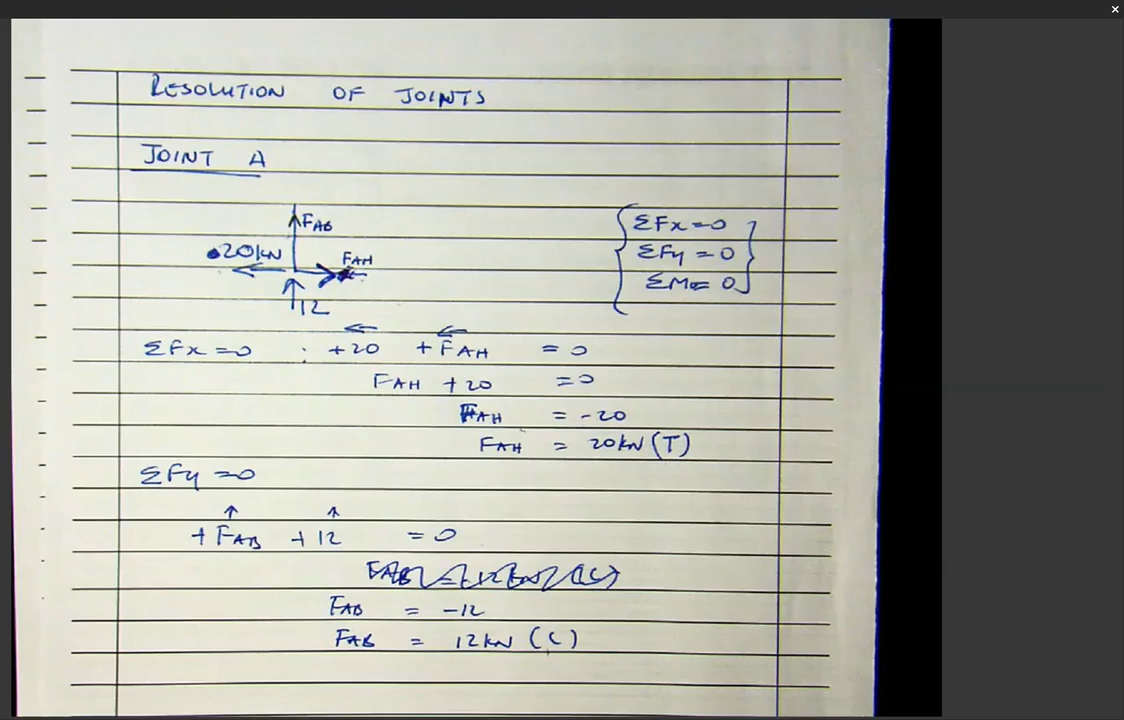 RESOLUTION OF JOINTS
JOINT A
FAB
20kN
FAH
12
ΣFx=0
ΣFy=0
ΣM=0
ΣFx=0 : +20 + FAH = 0
FAH +20 =0
FAH = -20
FAH = 20kN (T)
ΣFy=0
↑ ↑
+ FAB + 12 = 0
FAB = -12
FAB = 12kN (C)